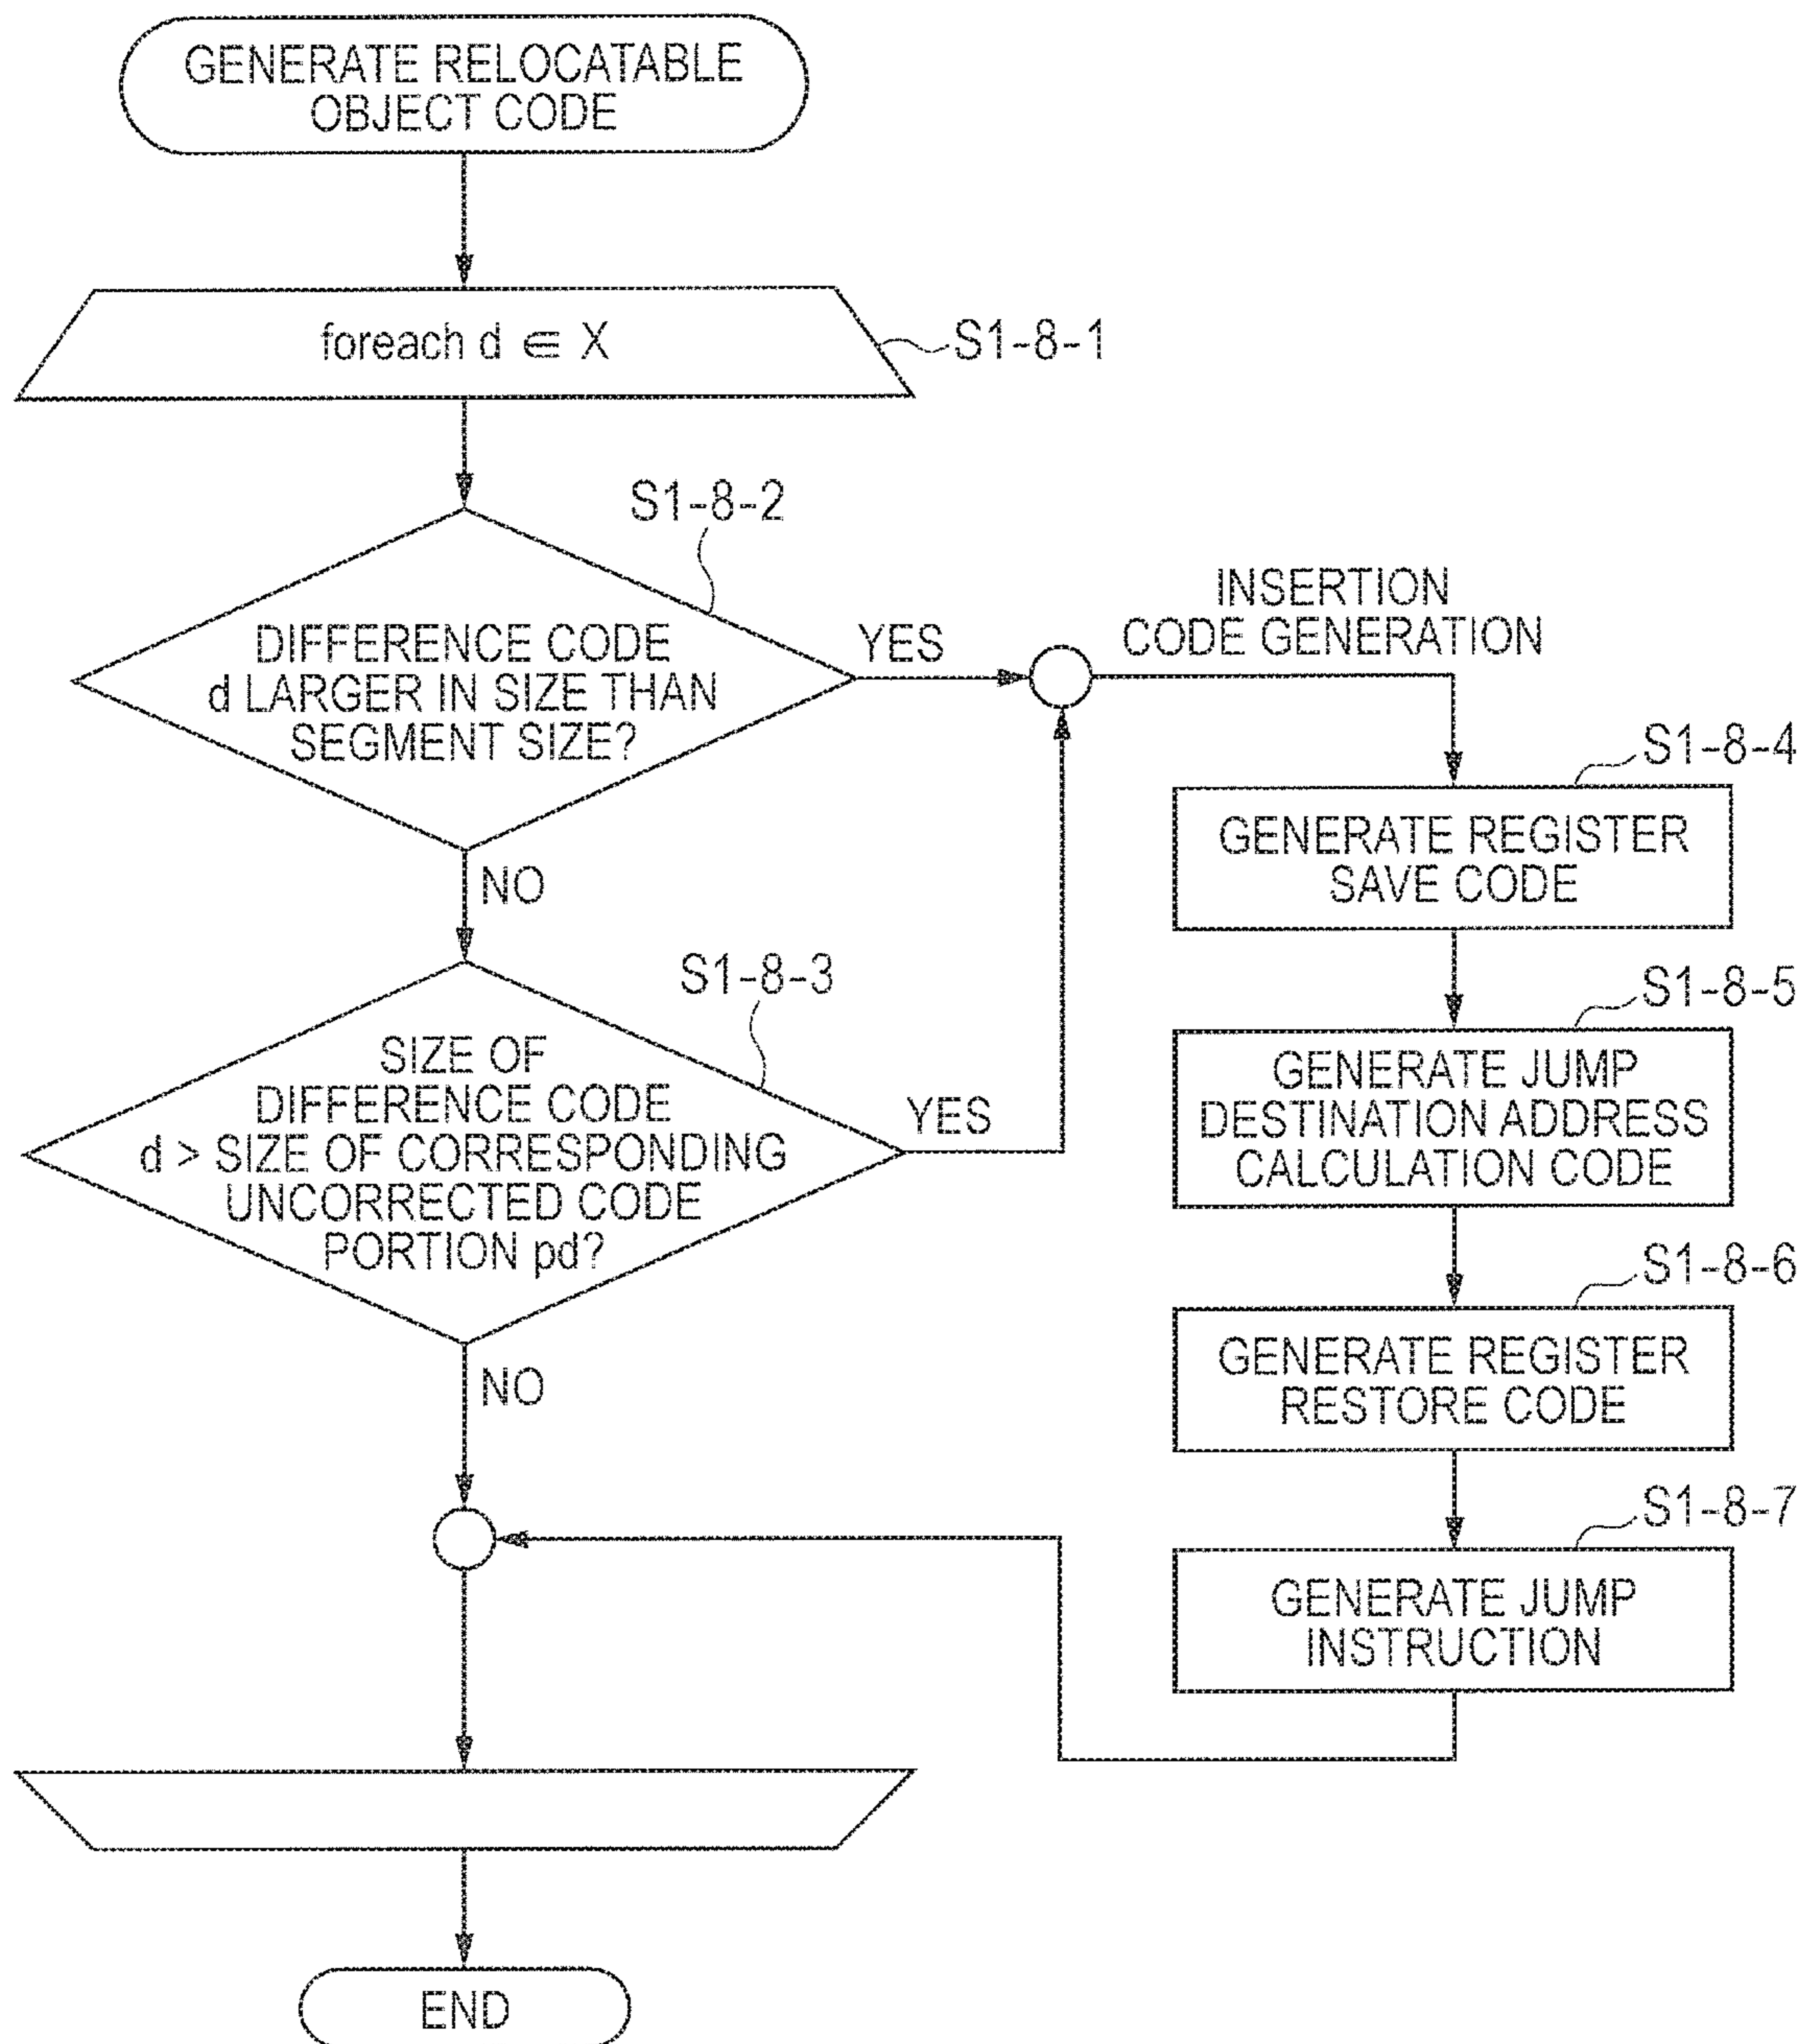 GENERATE RELOCATABLE
OBJECT CODE
foreach d ∈ X
S1-8-1
S1-8-2
DIFFERENCE CODE
d LARGER IN SIZE THAN
SEGMENT SIZE?
YES
NO
INSERTION
CODE GENERATION
S1-8-3
SIZE OF
DIFFERENCE CODE
d > SIZE OF CORRESPONDING
UNCORRECTED CODE
PORTION pd?
YES
NO
S1-8-4
GENERATE REGISTER
SAVE CODE
S1-8-5
GENERATE JUMP
DESTINATION ADDRESS
CALCULATION CODE
S1-8-6
GENERATE REGISTER
RESTORE CODE
S1-8-7
GENERATE JUMP
INSTRUCTION
END